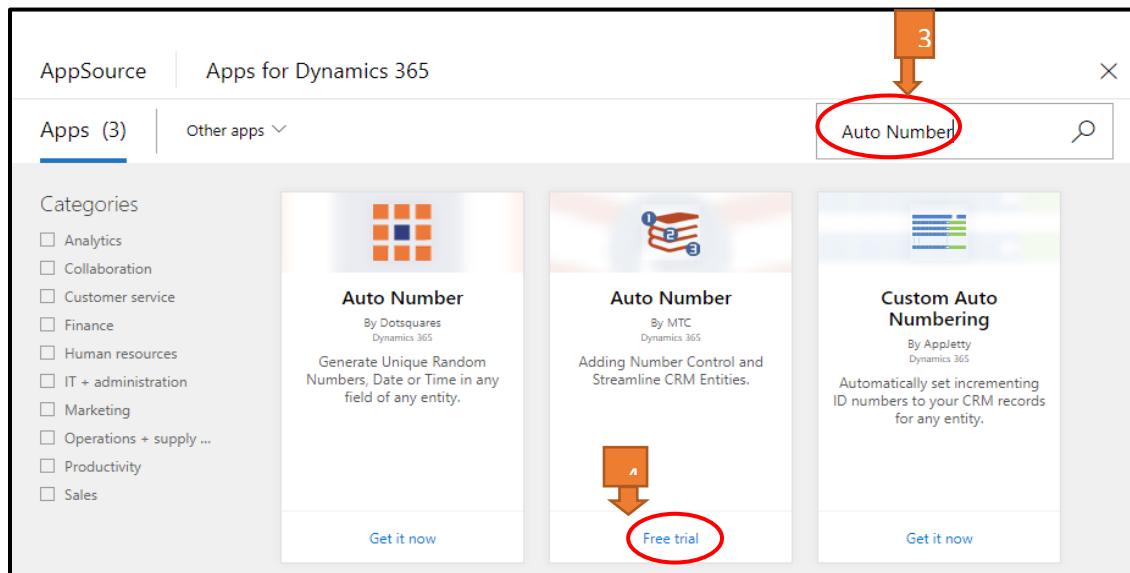 3
AppSource
Apps for Dynamics 365
Apps (3)
Other apps
Auto Number
Categories
Analytics
Collaboration
Customer service
Finance
Human resources
IT + administration
Marketing
Operations + supply ...
Productivity
Sales
1
2
3
Auto Number
By Dotsquares
Dynamics 365
Generate Unique Random
Numbers, Date or Time in any
field of any entity.
Get it now
Auto Number
By MTC
Dynamics 365
Adding Number Control and
Streamline CRM Entities.
Free trial
Custom Auto
Numbering
By AppJetty
Dynamics 365
Automatically set incrementing
ID numbers to your CRM records
for any entity.
Get it now